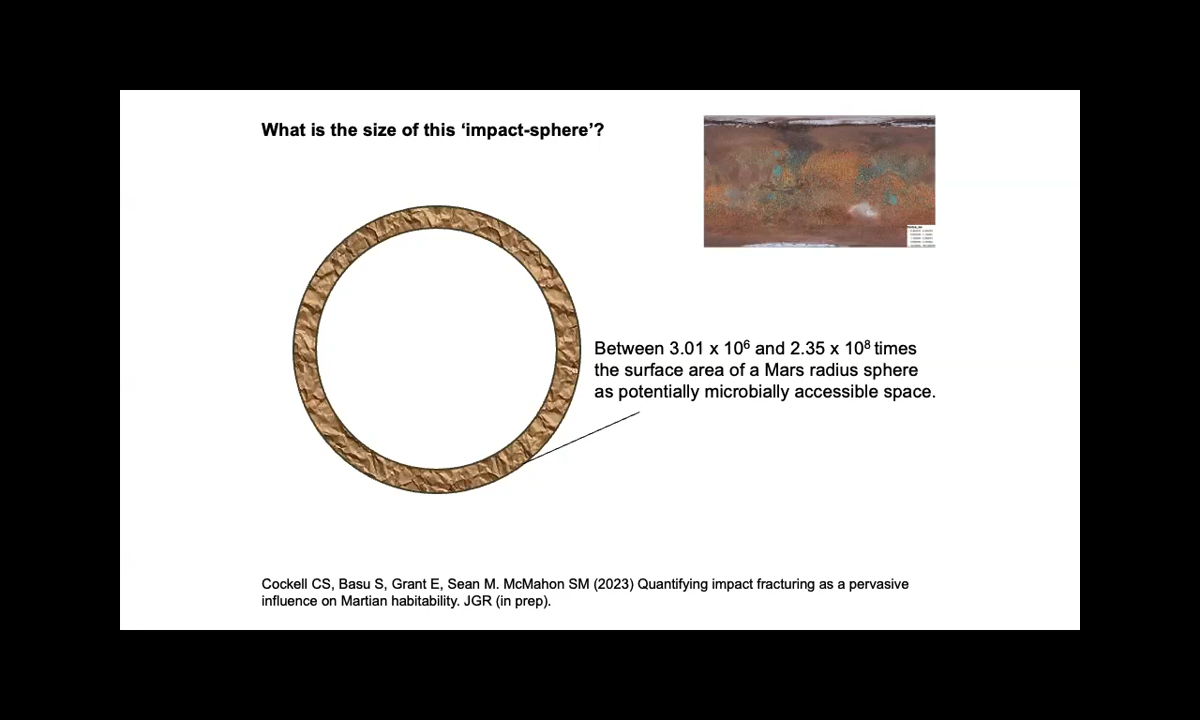 What is the size of this ‘impact-sphere’?
Between 3.01 x 10⁶ and 2.35 x 10⁸ times
the surface area of a Mars radius sphere
as potentially microbially accessible space.
Cockell CS, Basu S, Grant E, Sean M. McMahon SM (2023) Quantifying impact fracturing as a pervasive
influence on Martian habitability. JGR (in prep).